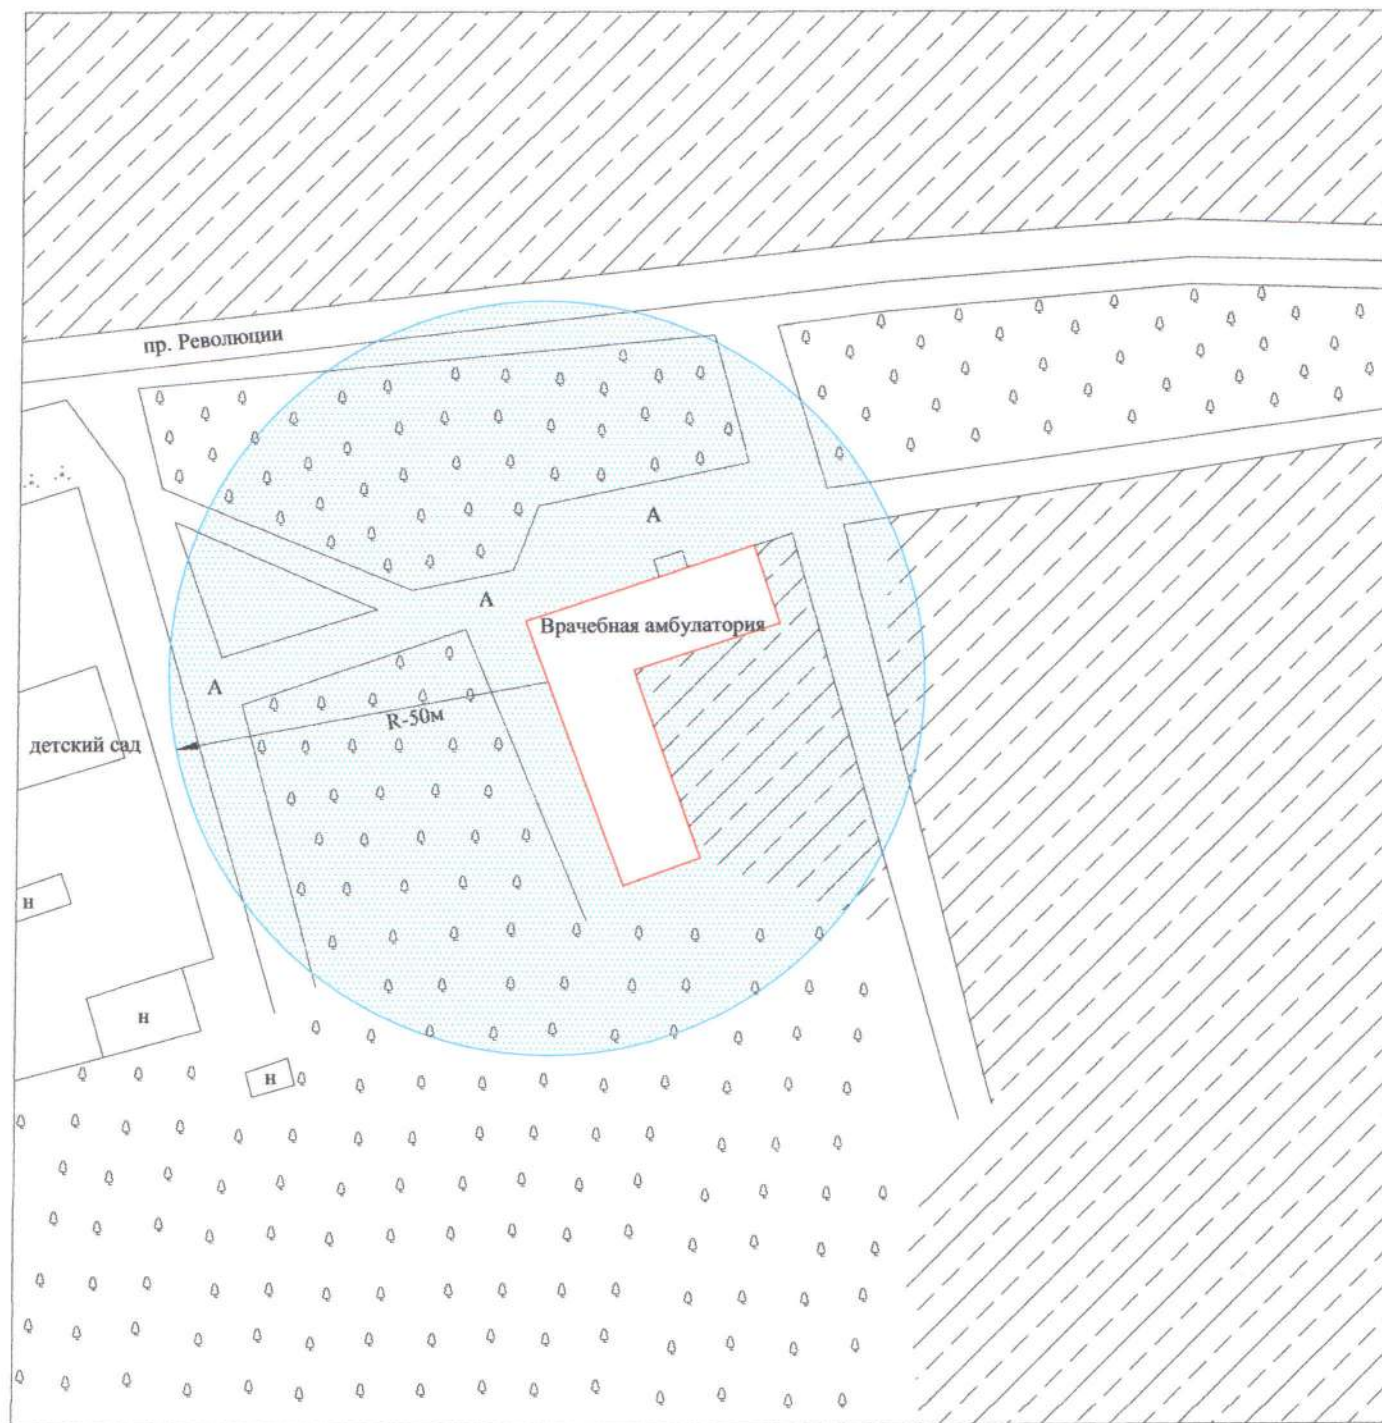 пр. Революции
А
А
Врачебная амбулатория
А
R-50м
детский сад
н
н
н